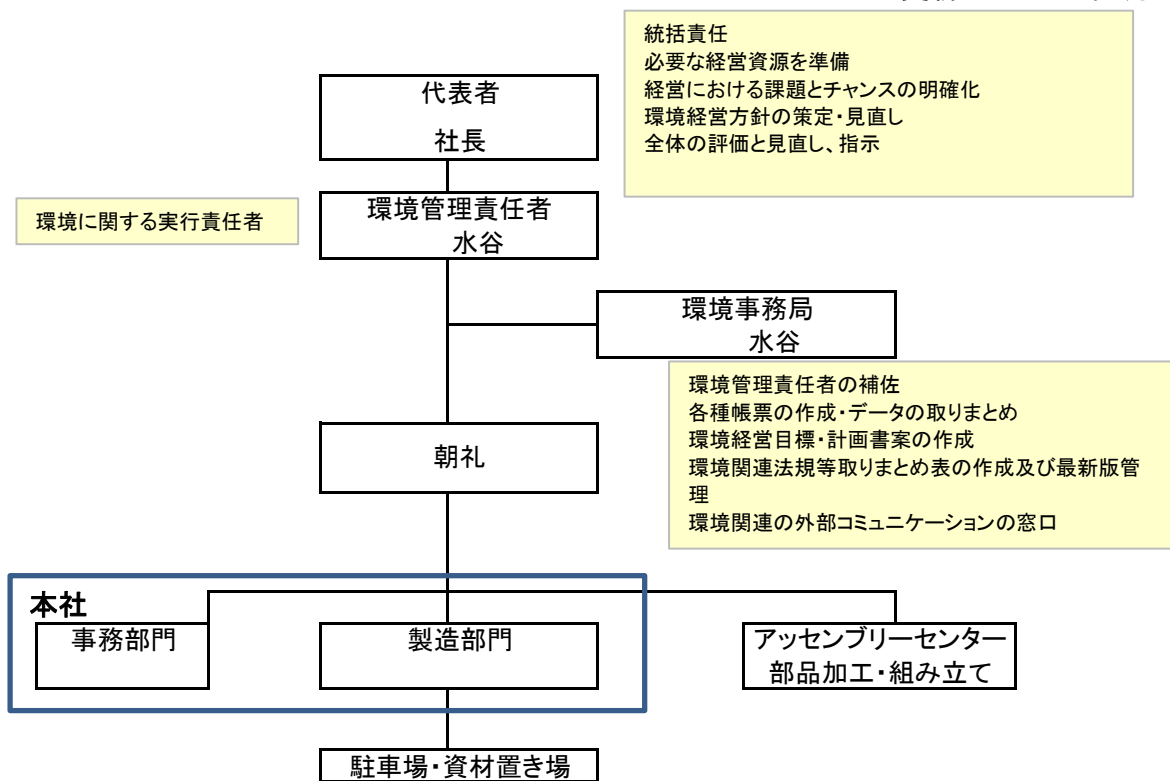 統括責任
必要な経営資源を準備
経営における課題とチャンスの明確化
環境経営方針の策定・見直し
全体の評価と見直し、指示
代表者
社長
環境に関する実行責任者
環境管理責任者
水谷
環境事務局
水谷
環境管理責任者の補佐
各種帳票の作成・データの取りまとめ
環境経営目標・計画書案の作成
環境関連法規等取りまとめ表の作成及び最新版管
理
環境関連の外部コミュニケーションの窓口
朝礼
本社
事務部門
製造部門
アッセンブリーセンター
部品加工・組み立て
駐車場・資材置き場